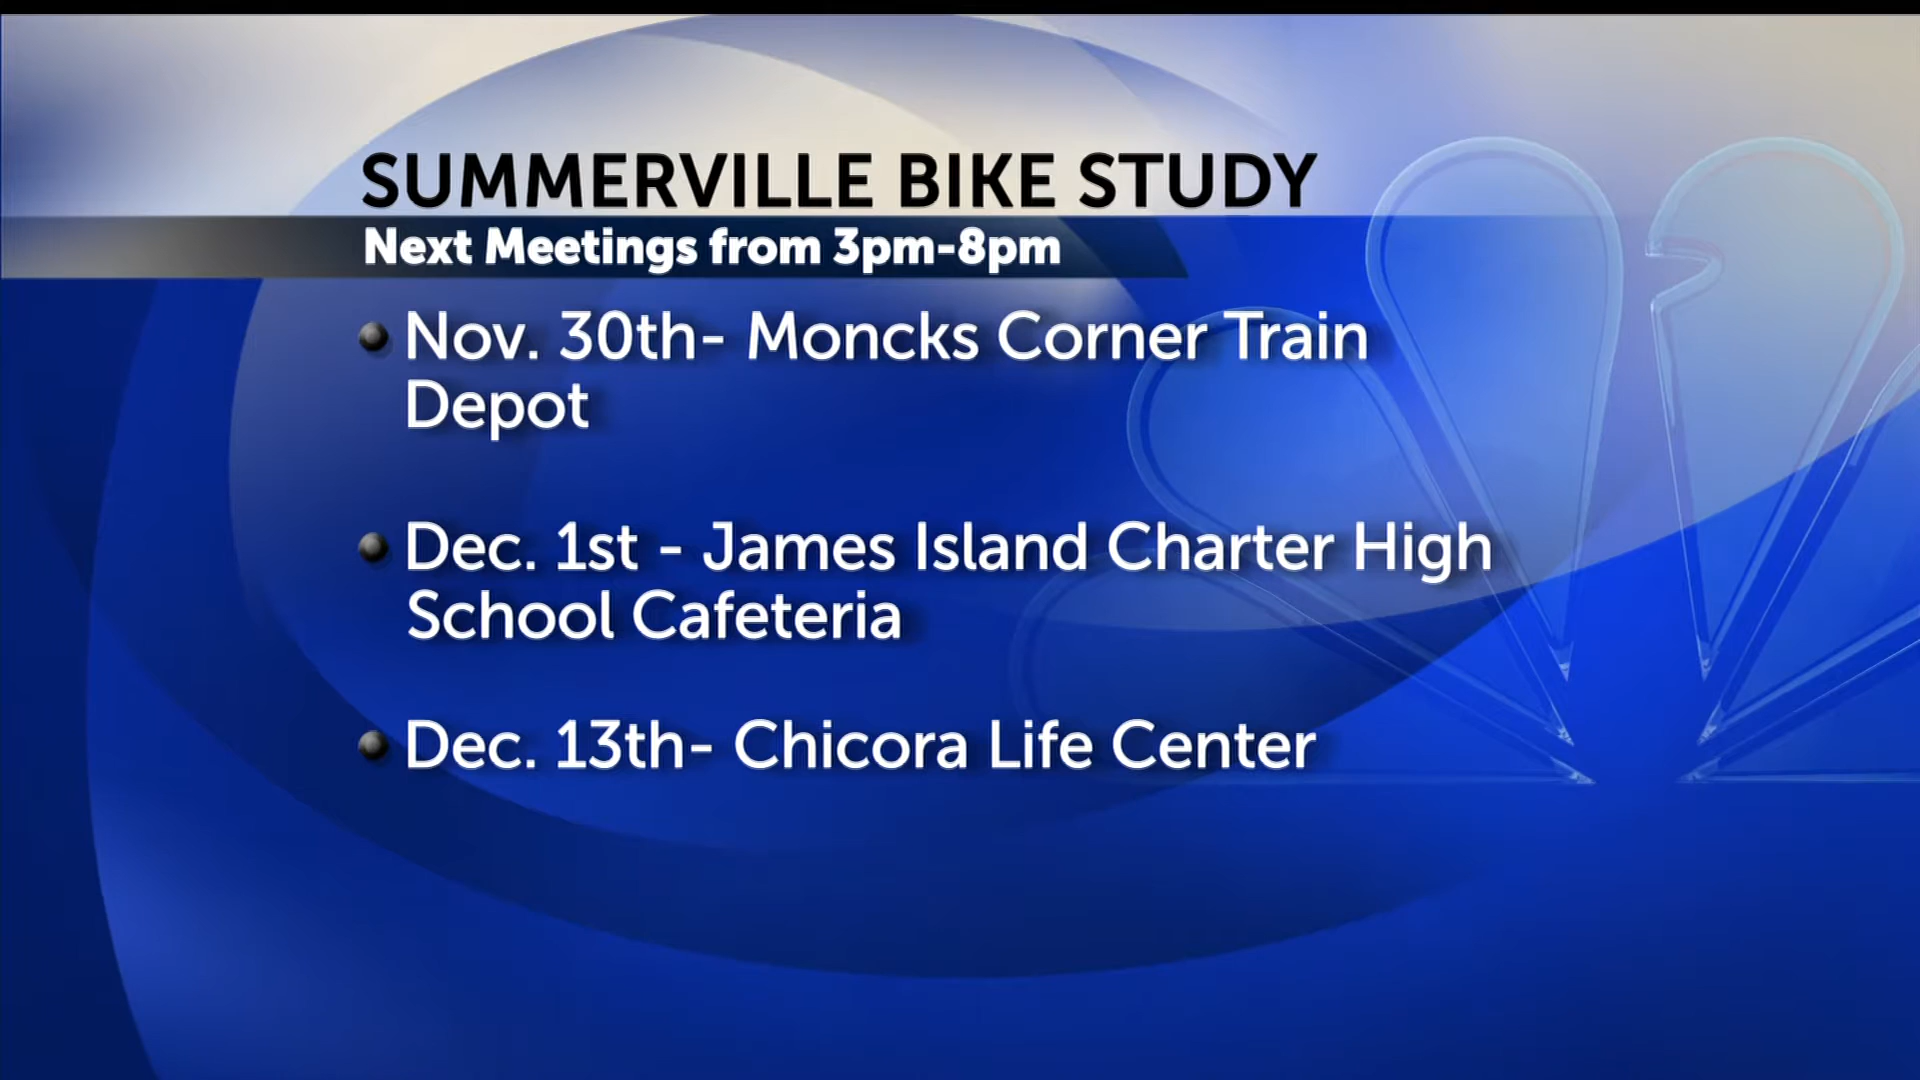 SUMMERVILLE BIKE STUDY
Next Meetings from 3pm-8pm
Nov. 30th- Moncks Corner Train
Depot
Dec. 1st - James Island Charter High
School Cafeteria
Dec. 13th- Chicora Life Center